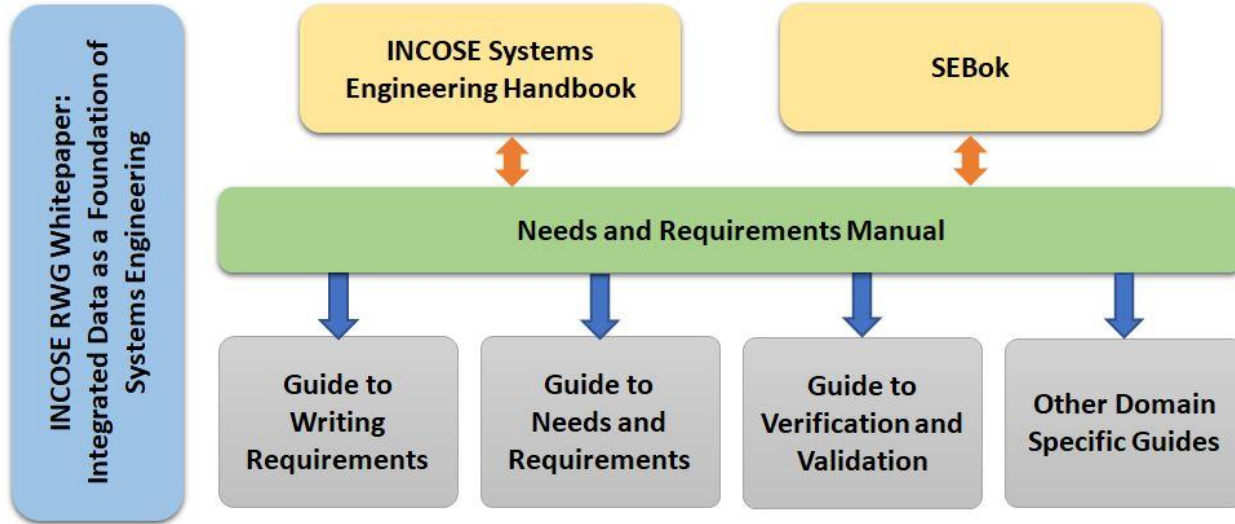 INCOSE RWG Whitepaper:
Integrated Data as a Foundation of
Systems Engineering
INCOSE Systems
Engineering Handbook
SEBok
Needs and Requirements Manual
Guide to
Writing
Requirements
Guide to
Needs and
Requirements
Guide to
Verification and
Validation
Other Domain
Specific Guides